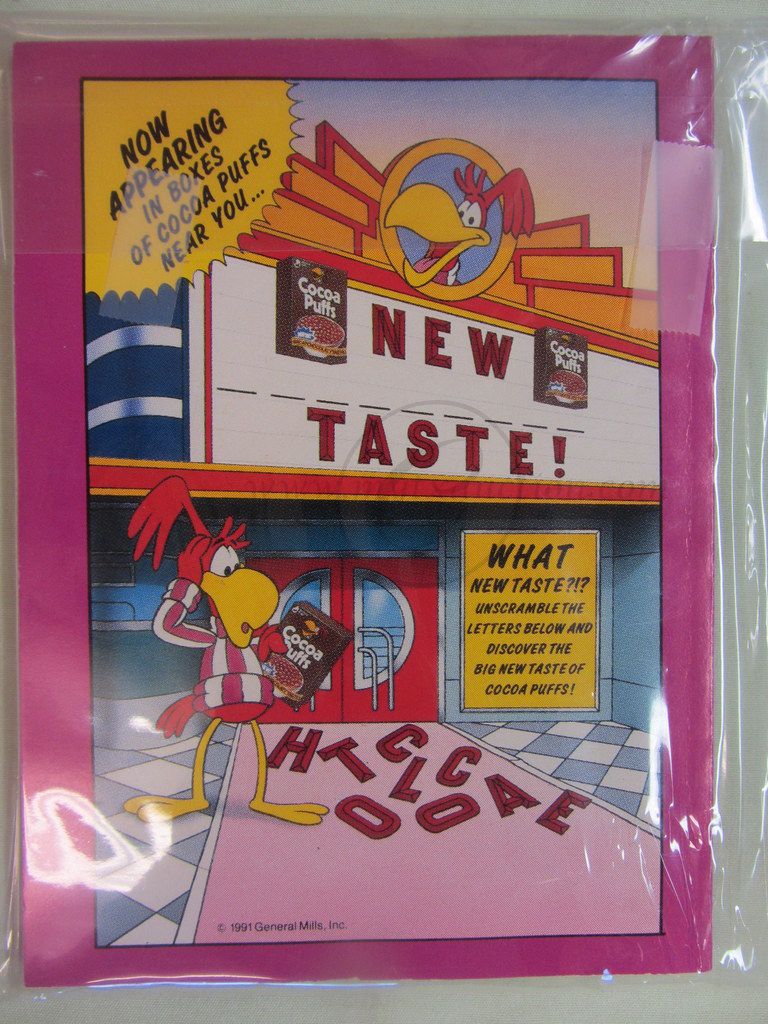 NOW
APPEARING
IN BOXES
OF COCOA PUFFS
NEAR YOU...
Cocoa
Puffs
NEW
Cocoa
Puffs
TASTE!
WHAT
NEW TASTE?!?
UNSCRAMBLE THE
LETTERS BELOW AND
DISCOVER THE
BIG NEW TASTE OF
COCOA PUFFS!
Cocoa
uffs
H T C L C A E
O O
© 1991 General Mills, Inc.